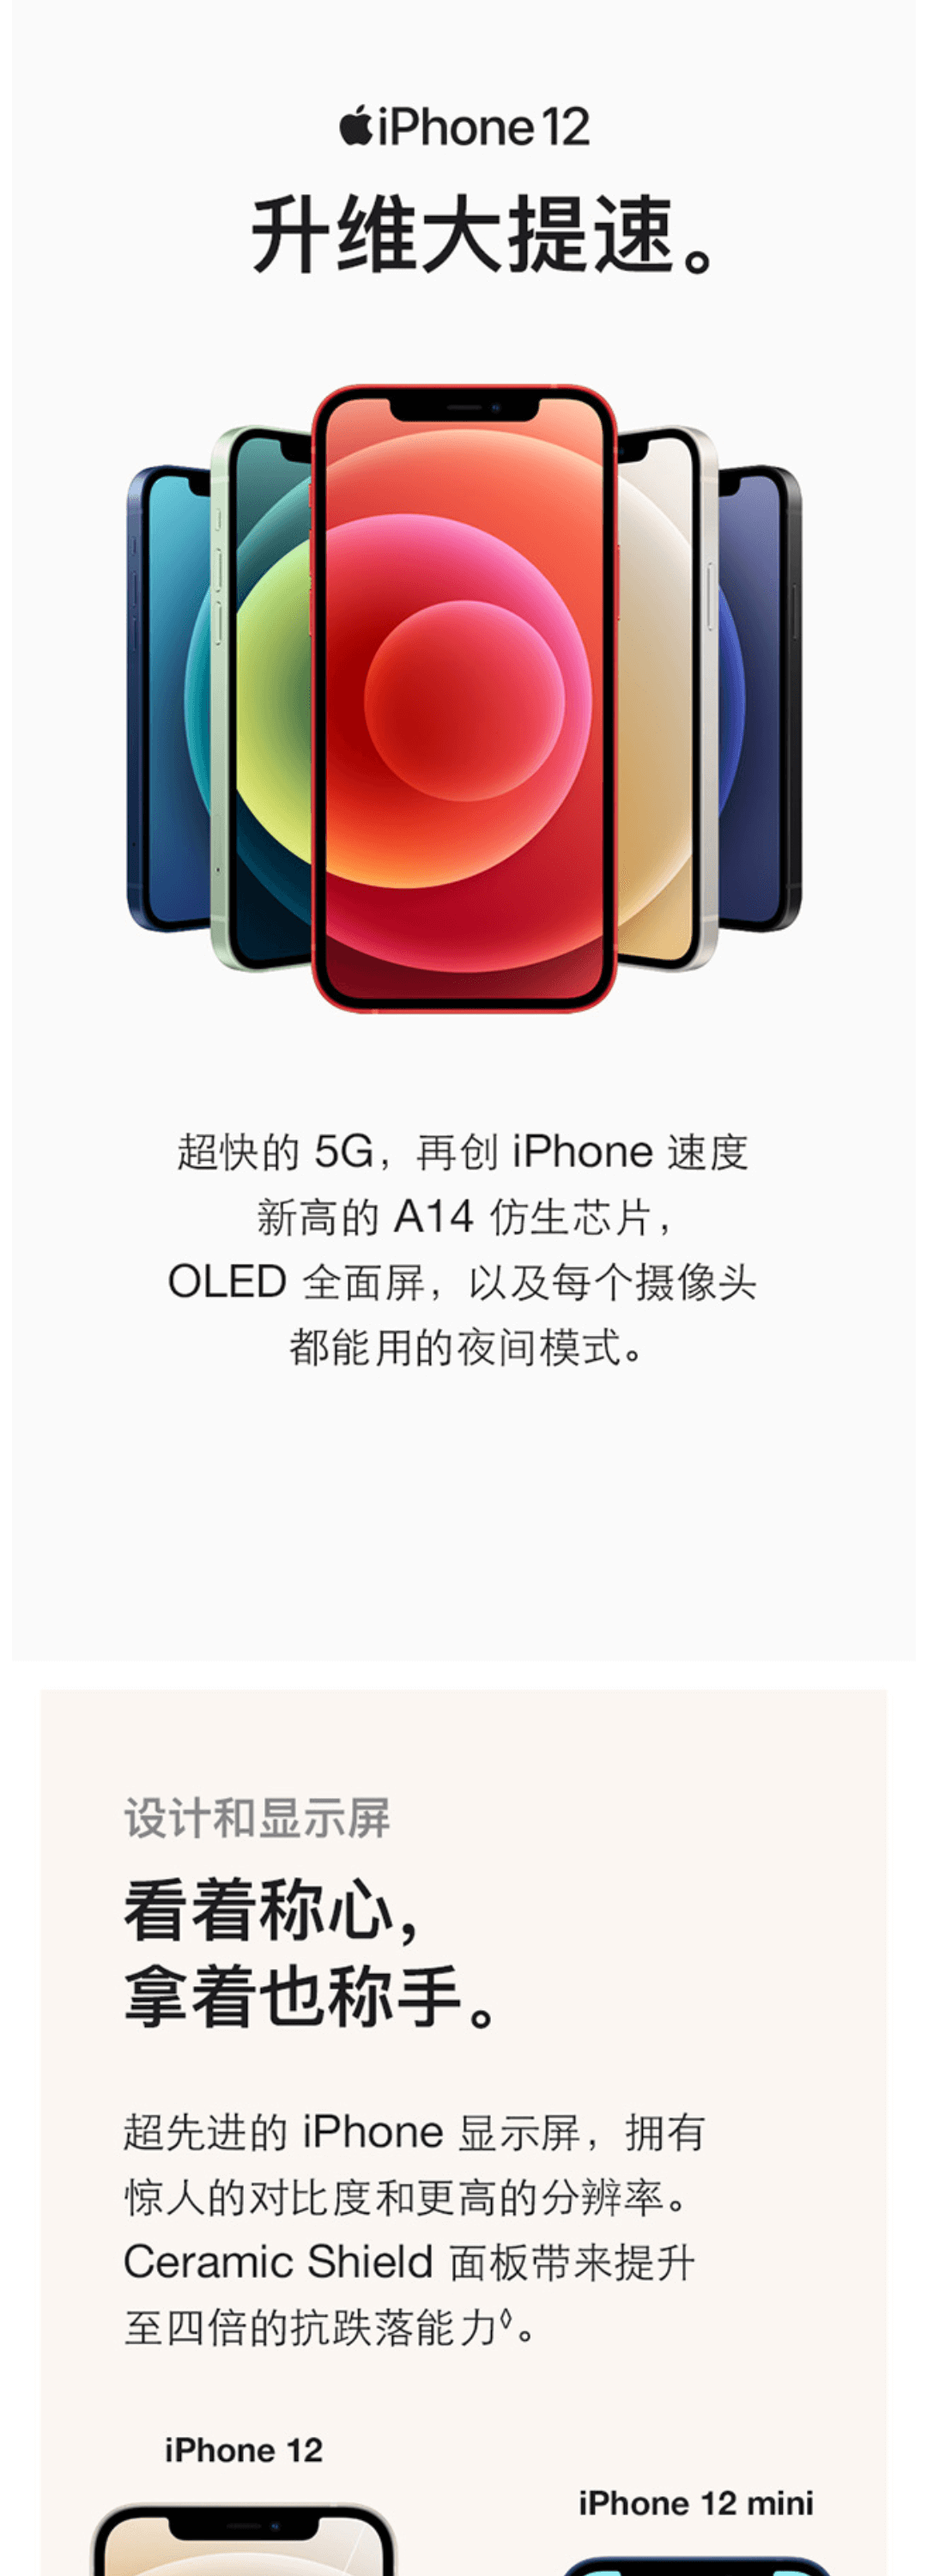 iPhone 12
升维大提速。
超快的 5G，再创 iPhone 速度
新高的 A14 仿生芯片，
OLED 全面屏，以及每个摄像头
都能用的夜间模式。
设计和显示屏
看着称心，
拿着也称手。
超先进的 iPhone 显示屏，拥有
惊人的对比度和更高的分辨率。
Ceramic Shield 面板带来提升
至四倍的抗跌落能力◊。
iPhone 12
iPhone 12 mini